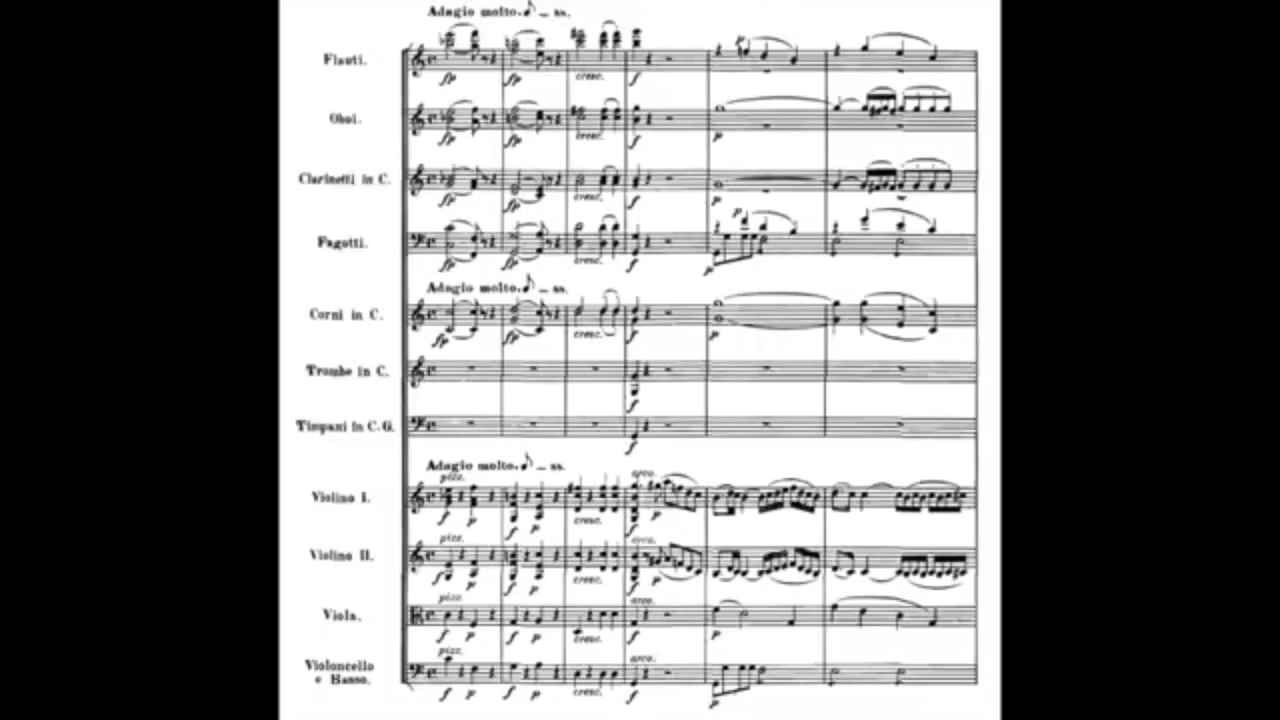 Adagio molto. ♪ = 88.
Flauti.
fp fp cresc. f
Oboi.
fp fp cresc. f p
Clarinetti in C.
fp fp cresc. f p
p
Fagotti.
fp fp cresc. f p
Adagio molto. ♪ = 88.
Corni in C.
fp fp cresc. f p
Trombe in C.
f
Timpani in C.G.
f
Adagio molto. ♪ = 88.
pizz. arco.
Violino I.
f p f p cresc. f p
pizz. arco.
Violino II.
f p f p cresc. f p
pizz. arco.
Viola.
f p f p cresc. f p
pizz. arco.
Violoncello
e Basso.
f p f p cresc. f p